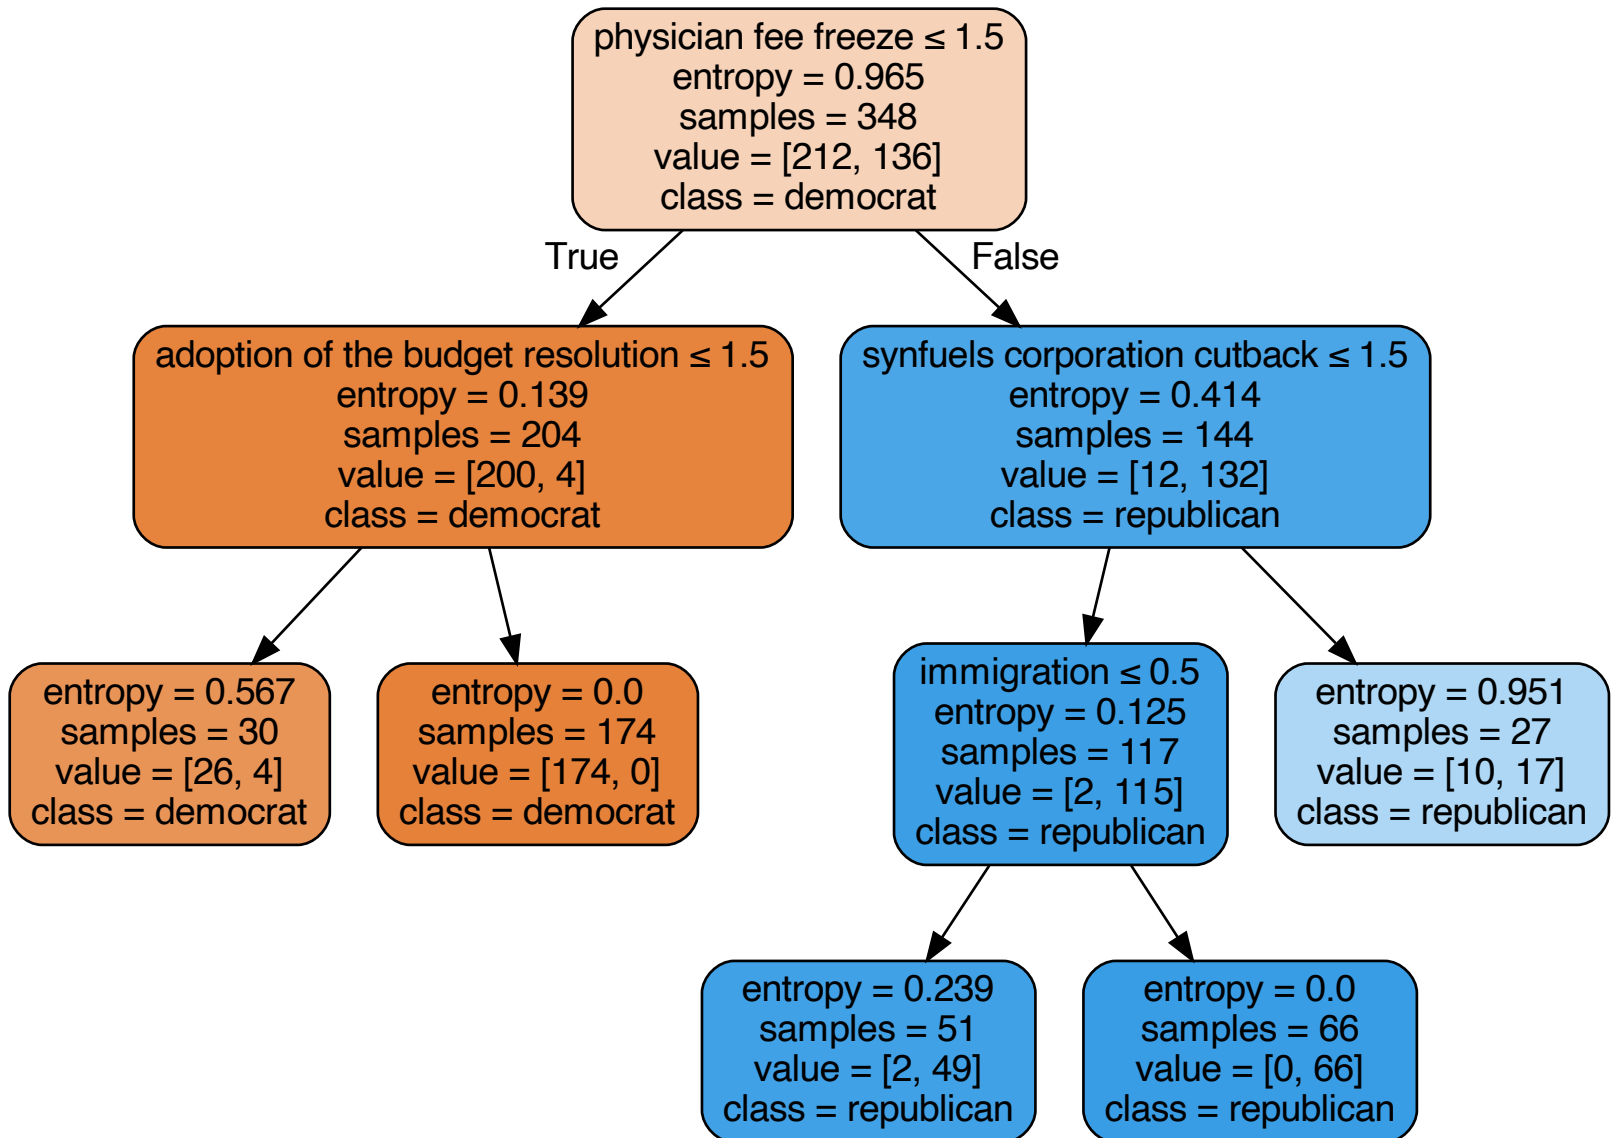 physician fee freeze ≤ 1.5
entropy = 0.965
samples = 348
value = [212, 136]
class = democrat
True
False
adoption of the budget resolution ≤ 1.5
entropy = 0.139
samples = 204
value = [200, 4]
class = democrat
synfuels corporation cutback ≤ 1.5
entropy = 0.414
samples = 144
value = [12, 132]
class = republican
entropy = 0.567
samples = 30
value = [26, 4]
class = democrat
entropy = 0.0
samples = 174
value = [174, 0]
class = democrat
immigration ≤ 0.5
entropy = 0.125
samples = 117
value = [2, 115]
class = republican
entropy = 0.951
samples = 27
value = [10, 17]
class = republican
entropy = 0.239
samples = 51
value = [2, 49]
class = republican
entropy = 0.0
samples = 66
value = [0, 66]
class = republican